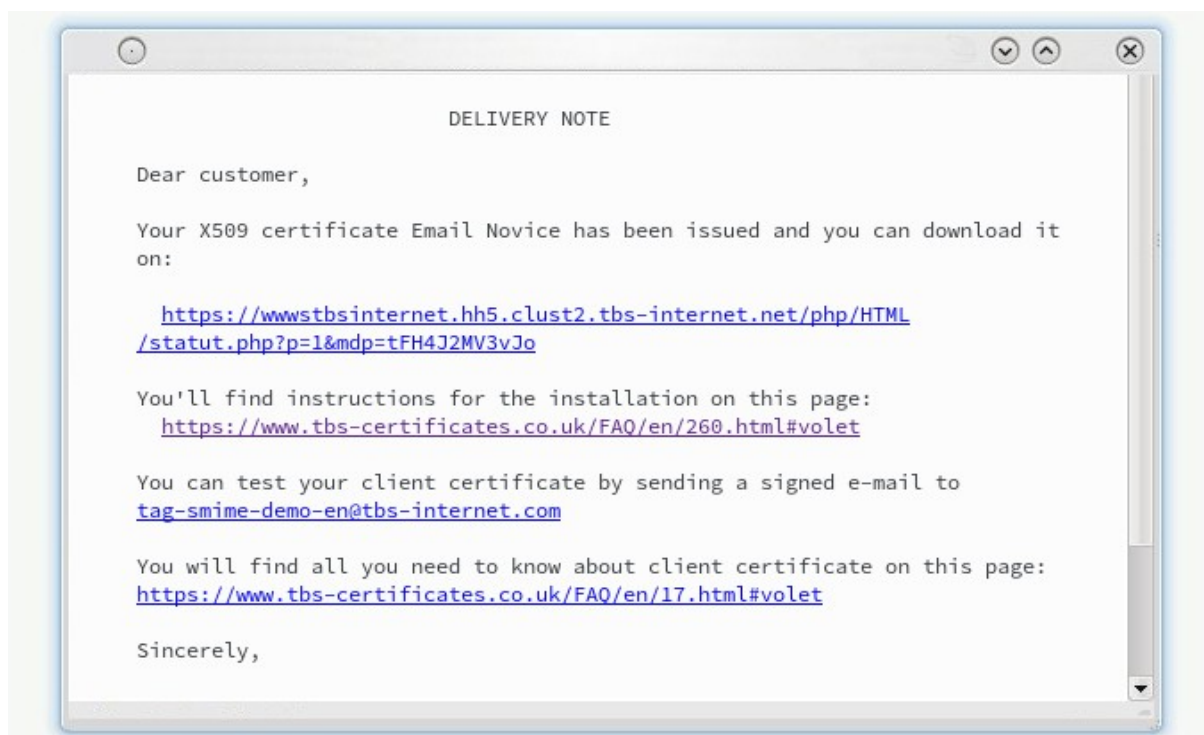 DELIVERY NOTE
Dear customer,
Your X509 certificate Email Novice has been issued and you can download it
on:
https://wwwstbsinternet.hh5.clust2.tbs-internet.net/php/HTML
/statut.php?p=1&mdp=tFH4J2MV3vJo
You'll find instructions for the installation on this page:
https://www.tbs-certificates.co.uk/FAQ/en/260.html#volet
You can test your client certificate by sending a signed e-mail to
tag-smime-demo-en@tbs-internet.com
You will find all you need to know about client certificate on this page:
https://www.tbs-certificates.co.uk/FAQ/en/17.html#volet
Sincerely,